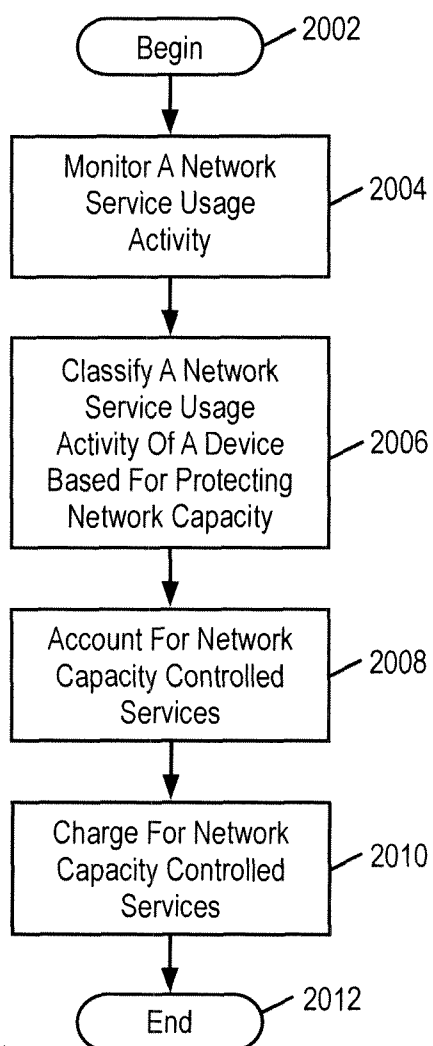 Begin
2002
Monitor A Network
Service Usage
Activity
2004
Classify A Network
Service Usage
Activity Of A Device
Based For Protecting
Network Capacity
2006
Account For Network
Capacity Controlled
Services
2008
Charge For Network
Capacity Controlled
Services
2010
End
2012